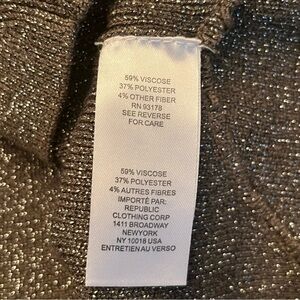 59% VISCOSE
37% POLYESTER
4% OTHER FIBER
RN 93178
SEE REVERSE
FOR CARE
59% VISCOSE
37% POLYESTER
4% AUTRES FIBRES
IMPORTÉ PAR:
REPUBLIC
CLOTHING CORP
1411 BROADWAY
NEWYORK
NY 10018 USA
ENTRETIEN AU VERSO